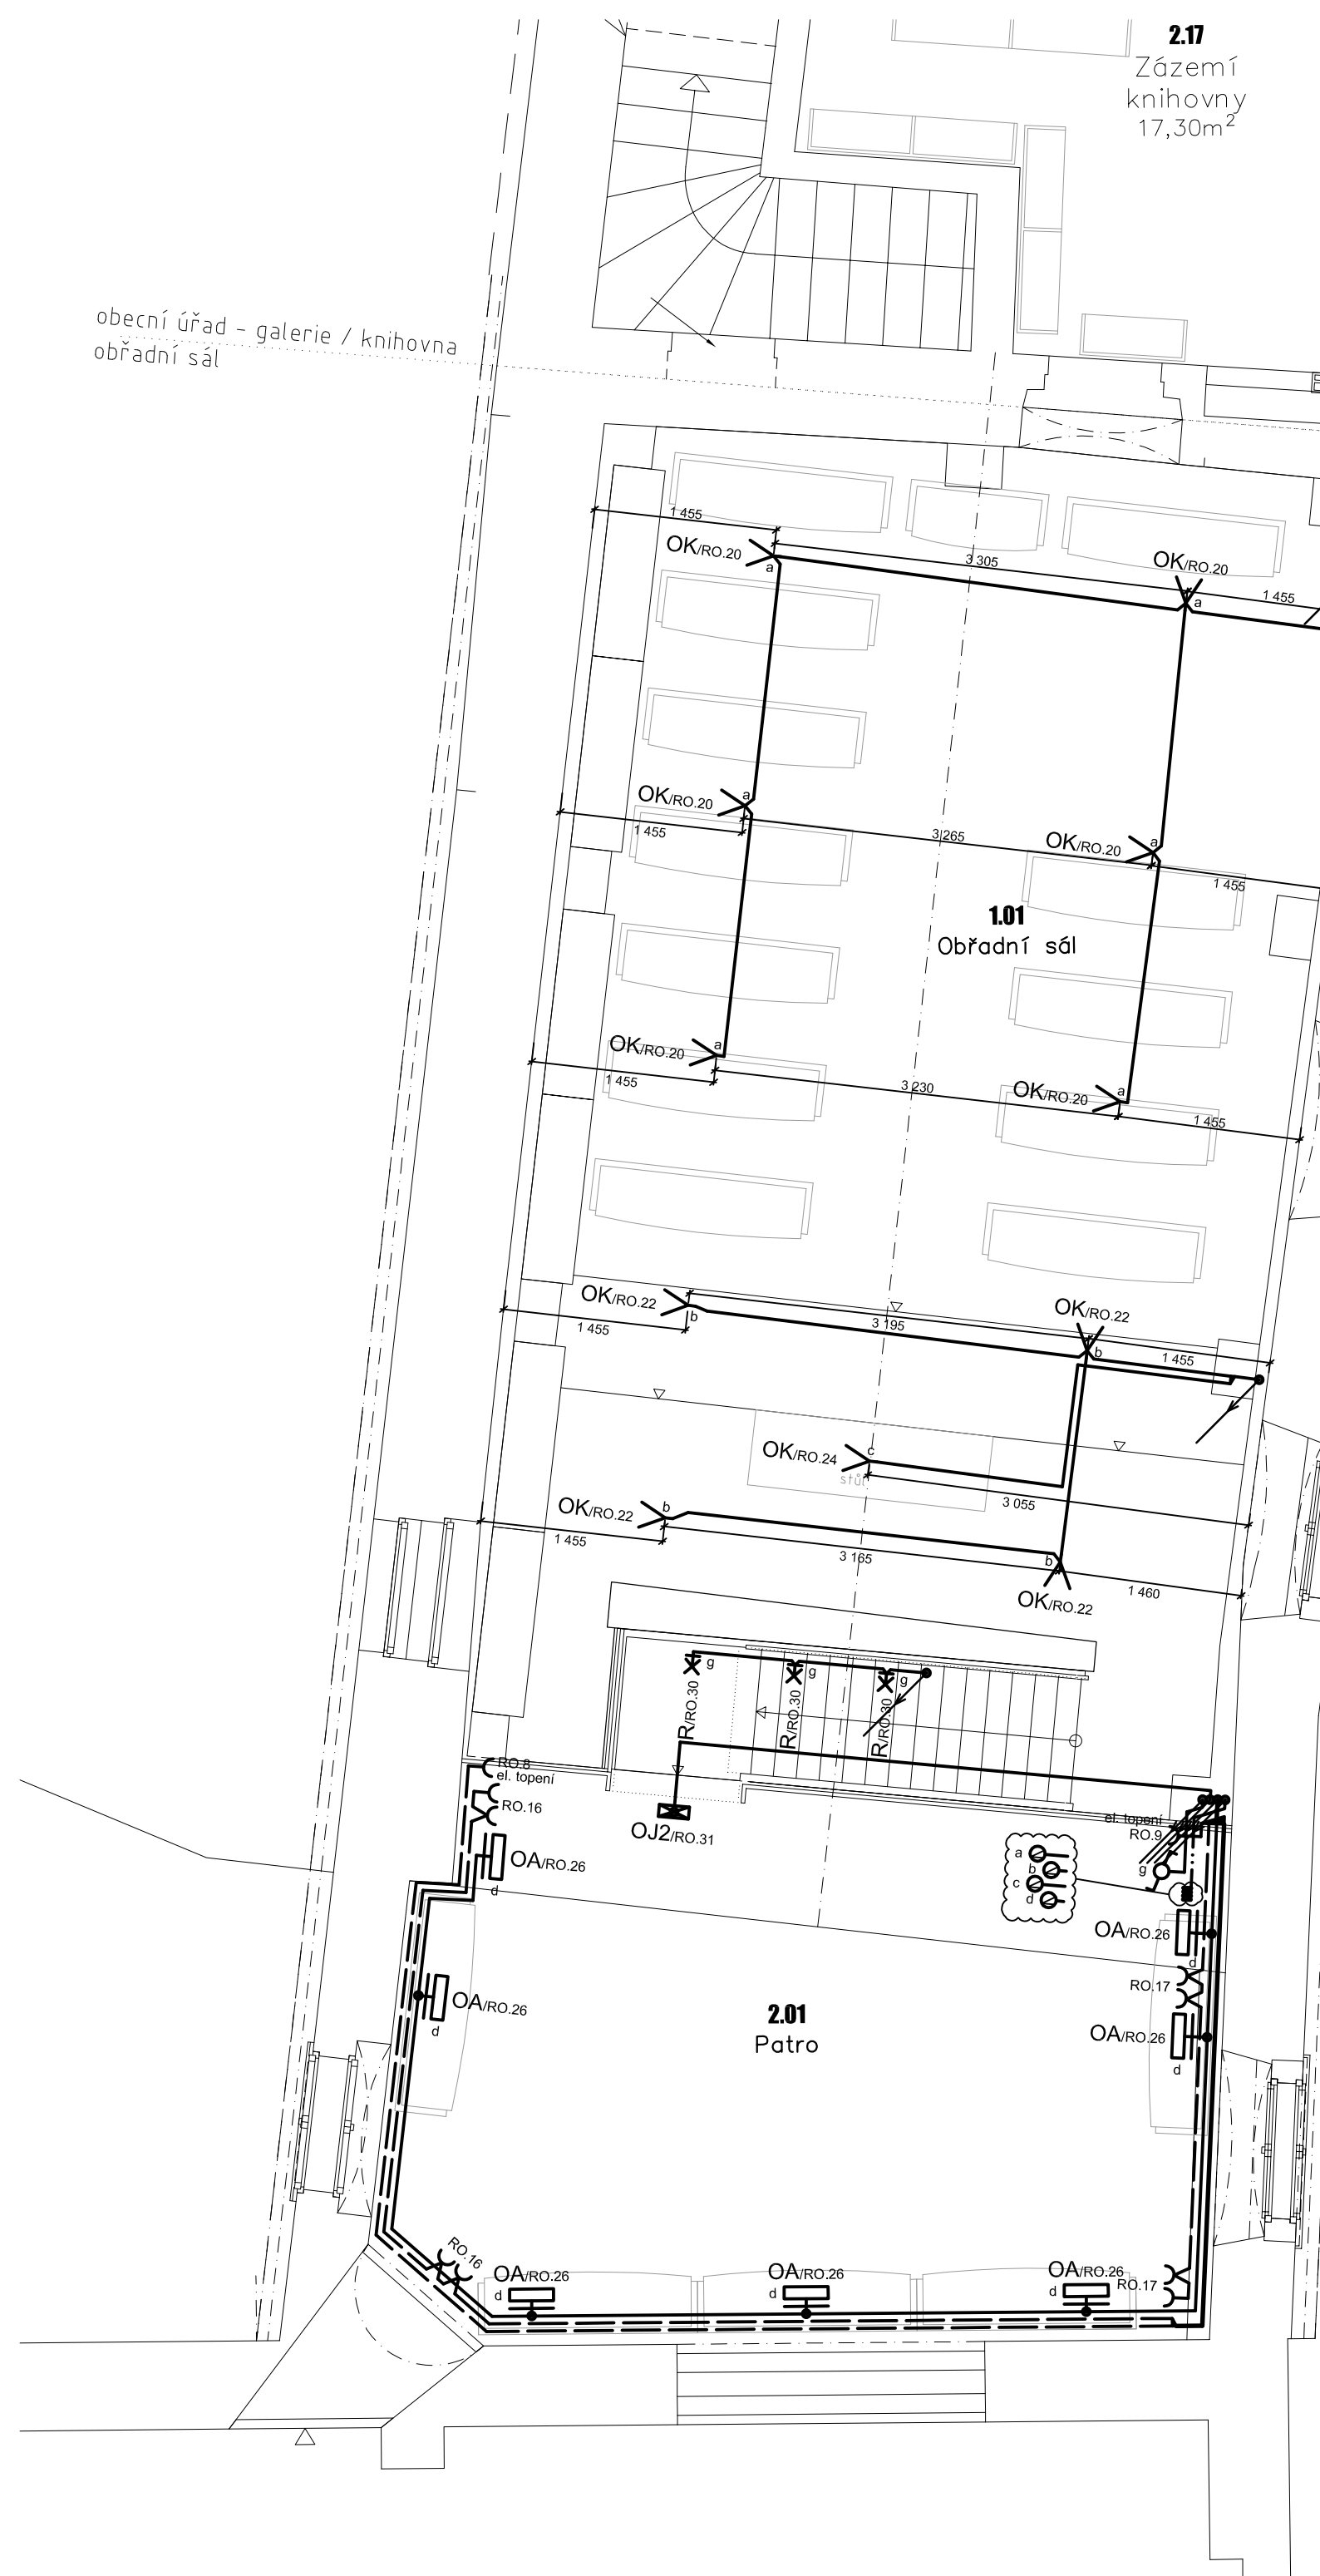 2.17
Zázemí
knihovny
17,30m²
obecní úřad - galerie / knihovna
obřadní sál
1 455
OK/RO.20
a
3 305
OK/RO.20
a
1 455
OK/RO.20
a
1 455
3 265
OK/RO.20
a
1 455
1.01
Obřadní sál
OK/RO.20
a
1 455
3 230
OK/RO.20
a
1 455
OK/RO.22
b
1 455
3 195
OK/RO.22
b
1 455
OK/RO.24
c
stůl
3 055
OK/RO.22
b
1 455
3 165
b
OK/RO.22
1 460
g
g
g
R/RO.30
R/RO.30
R/RO.30
RO.8
el. topení
RO.16
OJ2/RO.31
el. topení
RO.9
OA/RO.26
d
a
b
c
d
g
OA/RO.26
d
OA/RO.26
d
RO.17
2.01
Patro
OA/RO.26
d
RO.16
OA/RO.26
d
OA/RO.26
d
OA/RO.26
d
RO.17